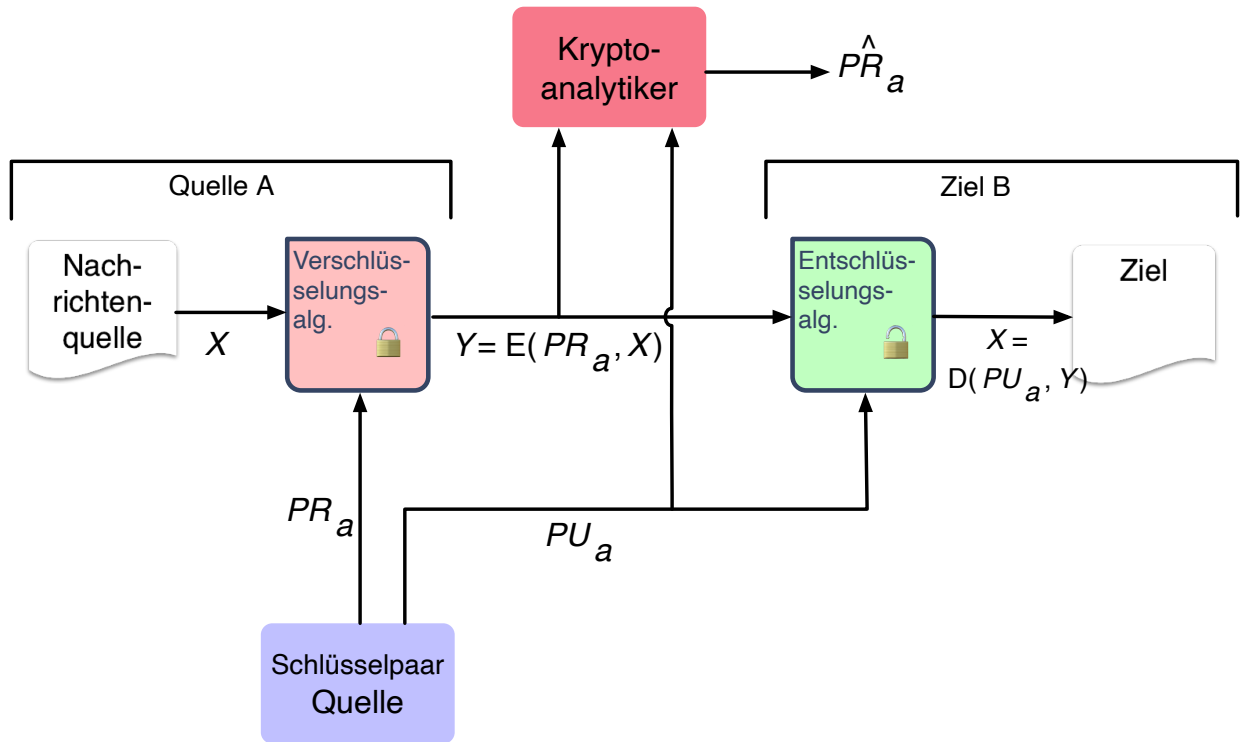 Krypto-
analytiker
P̂R a
Quelle A
Ziel B
Nach-
richten-
quelle
X
Verschlüs-
selungs-
alg.
Y = E( PR a , X)
Entschlüs-
selungs-
alg.
X =
D( PU a , Y)
Ziel
PR a
PU a
Schlüsselpaar
Quelle